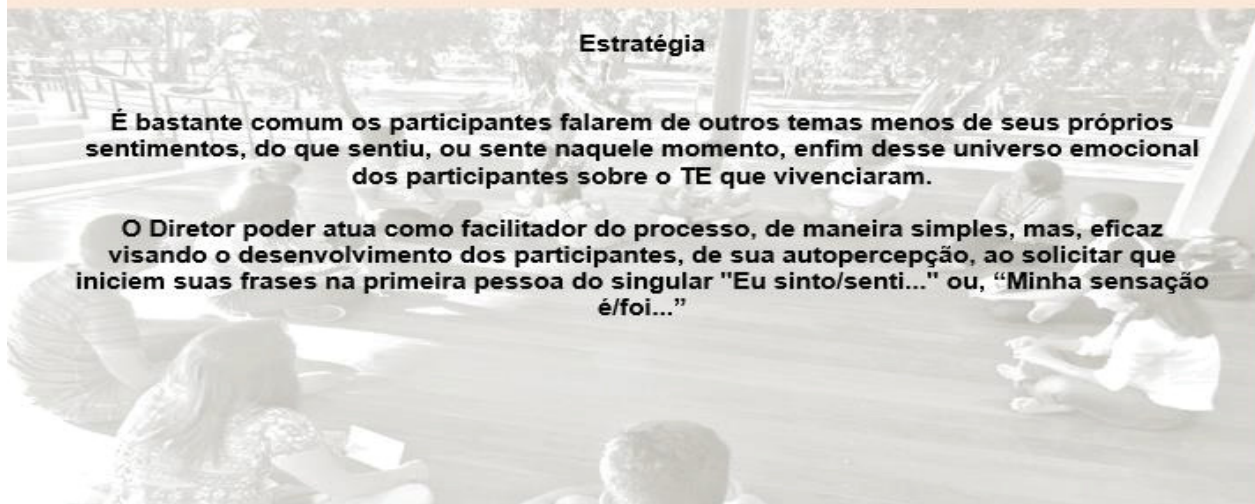 Estratégia
É bastante comum os participantes falarem de outros temas menos de seus próprios
sentimentos, do que sentiu, ou sente naquele momento, enfim desse universo emocional
dos participantes sobre o TE que vivenciaram.
O Diretor poder atua como facilitador do processo, de maneira simples, mas, eficaz
visando o desenvolvimento dos participantes, de sua autopercepção, ao solicitar que
iniciem suas frases na primeira pessoa do singular "Eu sinto/senti..." ou, “Minha sensação
é/foi...”